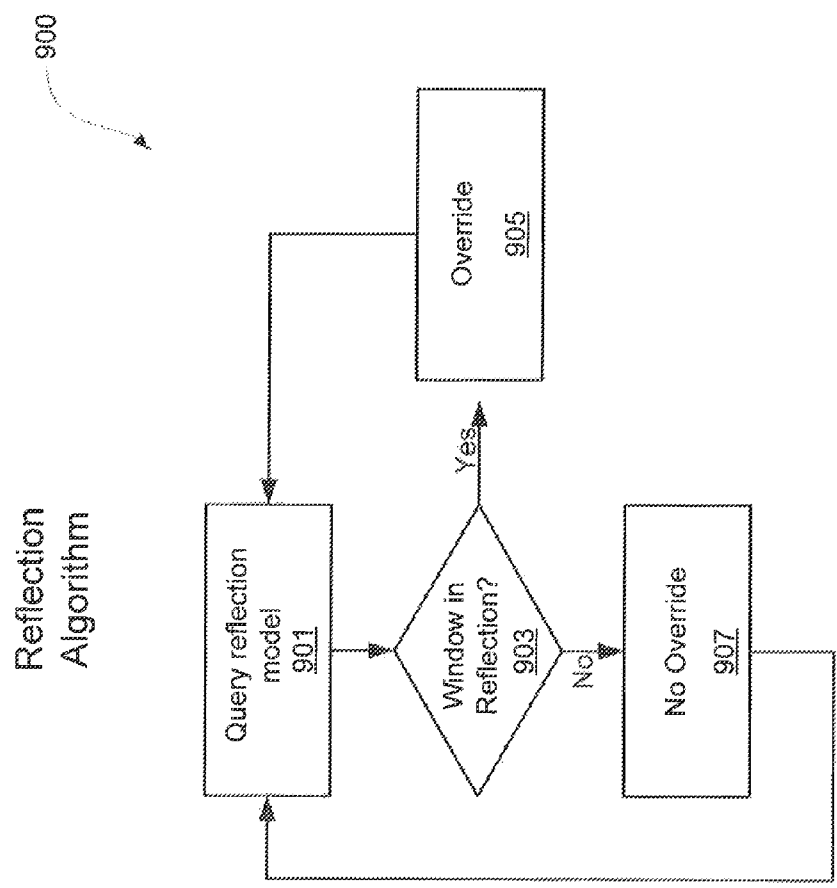 Reflection
Algorithm
900
Query reflection
model
901
Window in
Reflection?
903
Yes
Override
905
No
No Override
907